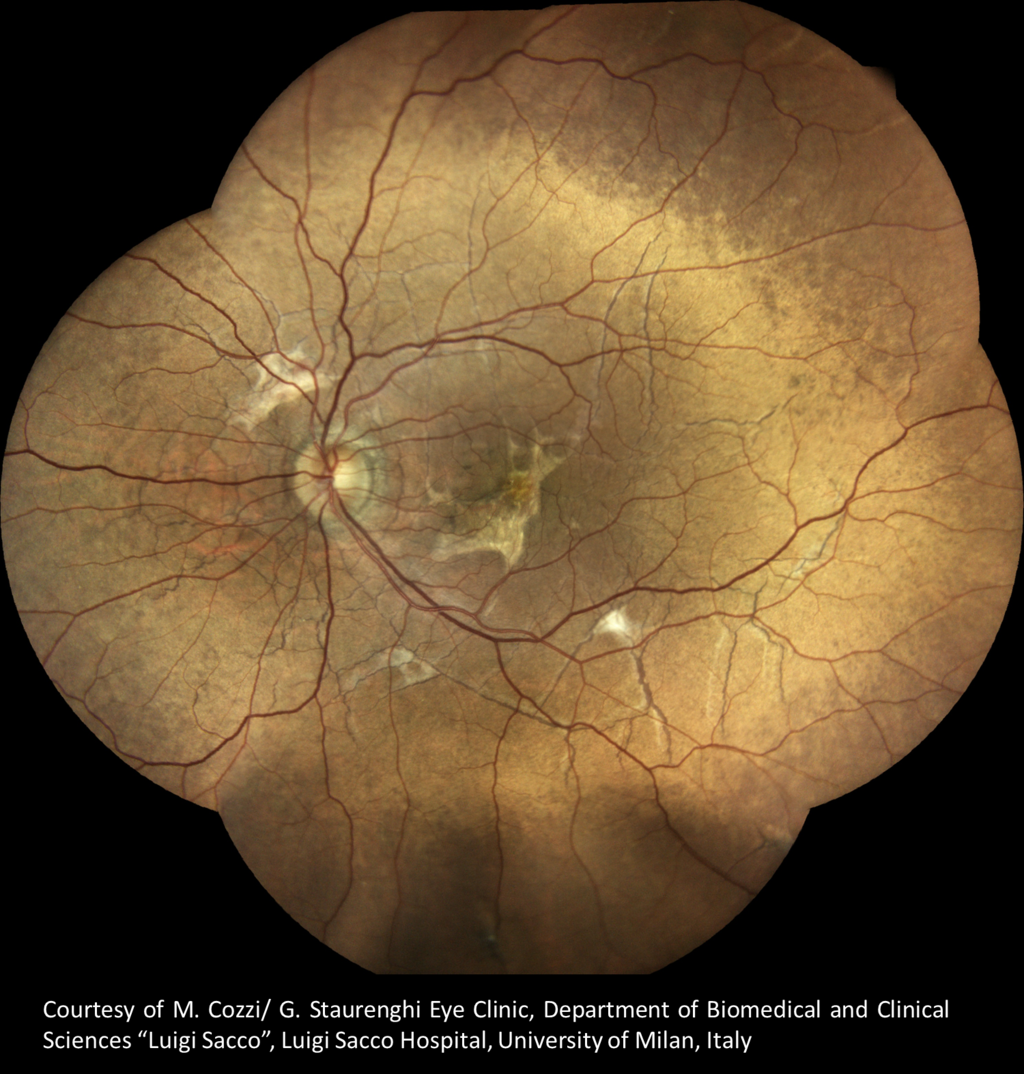 Courtesy of M. Cozzi/ G. Staurenghi Eye Clinic, Department of Biomedical and Clinical
Sciences “Luigi Sacco”, Luigi Sacco Hospital, University of Milan, Italy